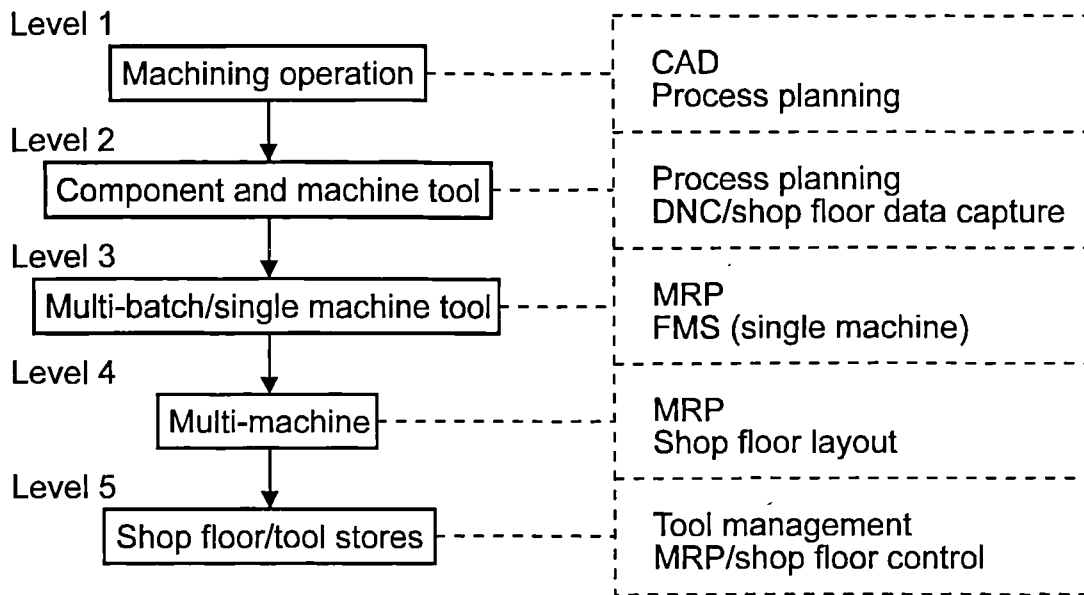 Level 1
Machining operation
CAD
Process planning
Level 2
Component and machine tool
Process planning
DNC/shop floor data capture
Level 3
Multi-batch/single machine tool
MRP
FMS (single machine)
Level 4
Multi-machine
MRP
Shop floor layout
Level 5
Shop floor/tool stores
Tool management
MRP/shop floor control